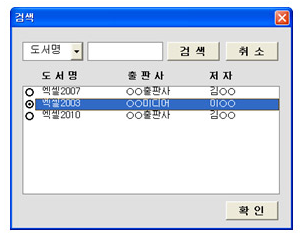 검색
도서명 검 색 취 소
도 서 명 출 판 사 저 자
엑셀2007 ○○출판사 김○○
엑셀2003 ○○미디어 이○○
엑셀2010 ○○출판사 김○○
확 인